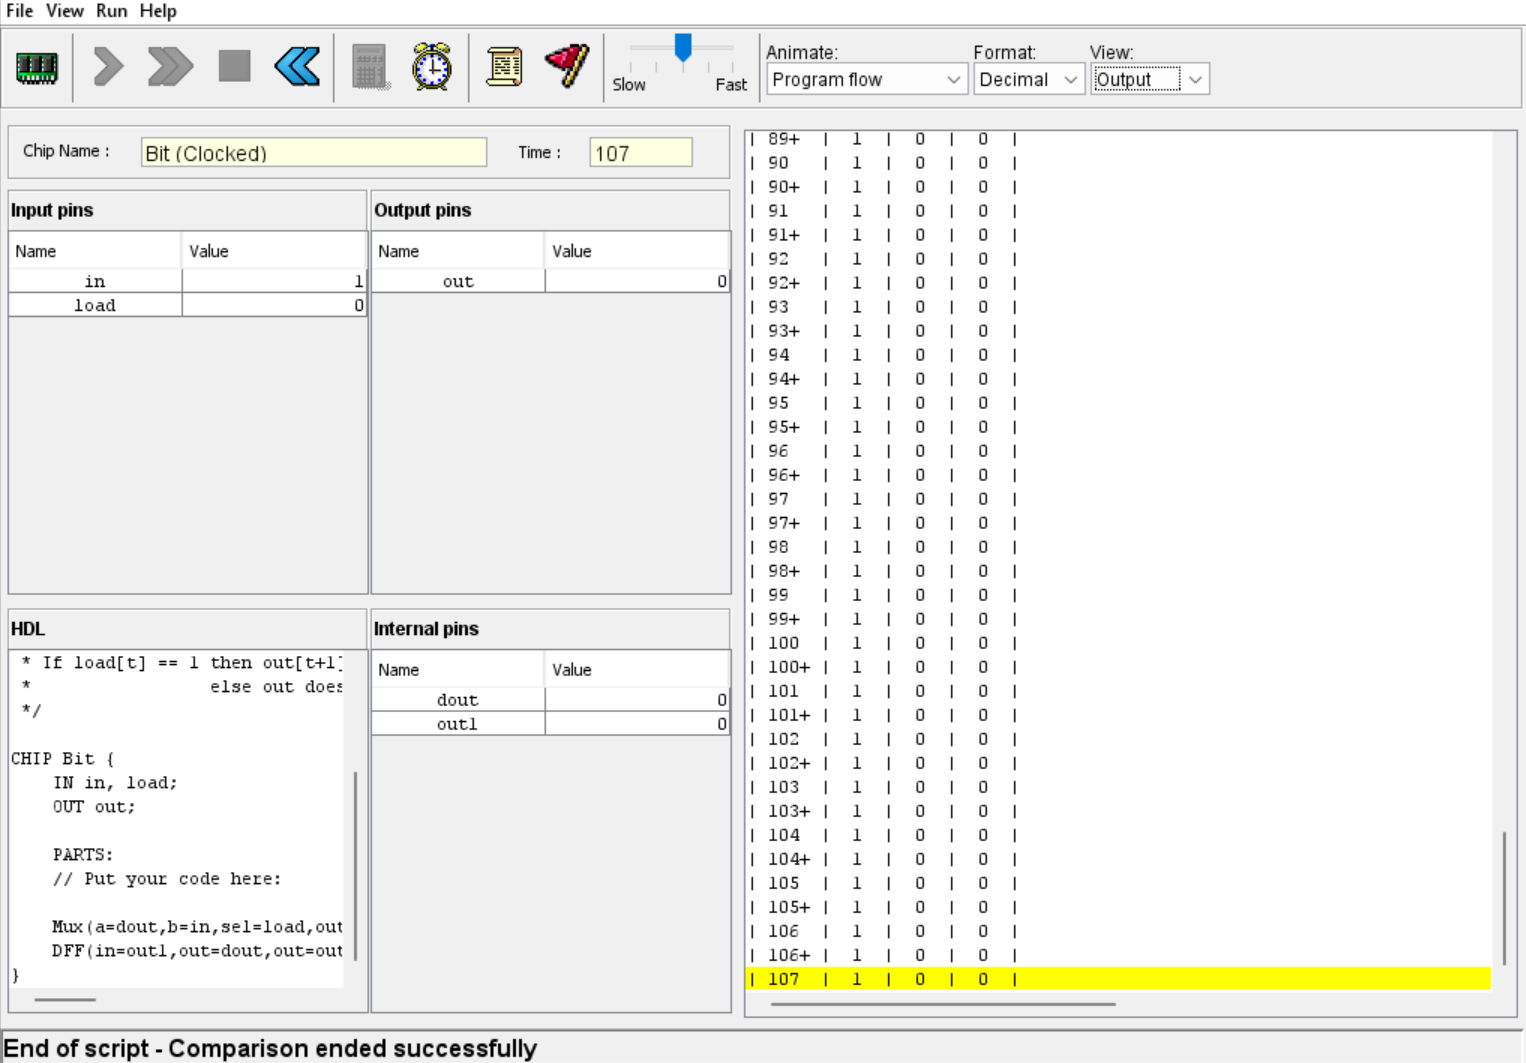 File View Run Help
Slow Fast
Animate:
Program flow
Format:
Decimal
View:
Output
Chip Name : Bit (Clocked) Time : 107
Input pins
Name Value
in 1
load 0
Output pins
Name Value
out 0
HDL
* If load[t] == 1 then out[t+1]
* else out does
*/
CHIP Bit {
IN in, load;
OUT out;
PARTS:
// Put your code here:
Mux(a=dout,b=in,sel=load,out
DFF(in=out1,out=dout,out=out
}
Internal pins
Name Value
dout 0
out1 0
| 89+ | 1 | 0 | 0 |
| 90 | 1 | 0 | 0 |
| 90+ | 1 | 0 | 0 |
| 91 | 1 | 0 | 0 |
| 91+ | 1 | 0 | 0 |
| 92 | 1 | 0 | 0 |
| 92+ | 1 | 0 | 0 |
| 93 | 1 | 0 | 0 |
| 93+ | 1 | 0 | 0 |
| 94 | 1 | 0 | 0 |
| 94+ | 1 | 0 | 0 |
| 95 | 1 | 0 | 0 |
| 95+ | 1 | 0 | 0 |
| 96 | 1 | 0 | 0 |
| 96+ | 1 | 0 | 0 |
| 97 | 1 | 0 | 0 |
| 97+ | 1 | 0 | 0 |
| 98 | 1 | 0 | 0 |
| 98+ | 1 | 0 | 0 |
| 99 | 1 | 0 | 0 |
| 99+ | 1 | 0 | 0 |
| 100 | 1 | 0 | 0 |
| 100+ | 1 | 0 | 0 |
| 101 | 1 | 0 | 0 |
| 101+ | 1 | 0 | 0 |
| 102 | 1 | 0 | 0 |
| 102+ | 1 | 0 | 0 |
| 103 | 1 | 0 | 0 |
| 103+ | 1 | 0 | 0 |
| 104 | 1 | 0 | 0 |
| 104+ | 1 | 0 | 0 |
| 105 | 1 | 0 | 0 |
| 105+ | 1 | 0 | 0 |
| 106 | 1 | 0 | 0 |
| 106+ | 1 | 0 | 0 |
| 107 | 1 | 0 | 0 |
End of script - Comparison ended successfully